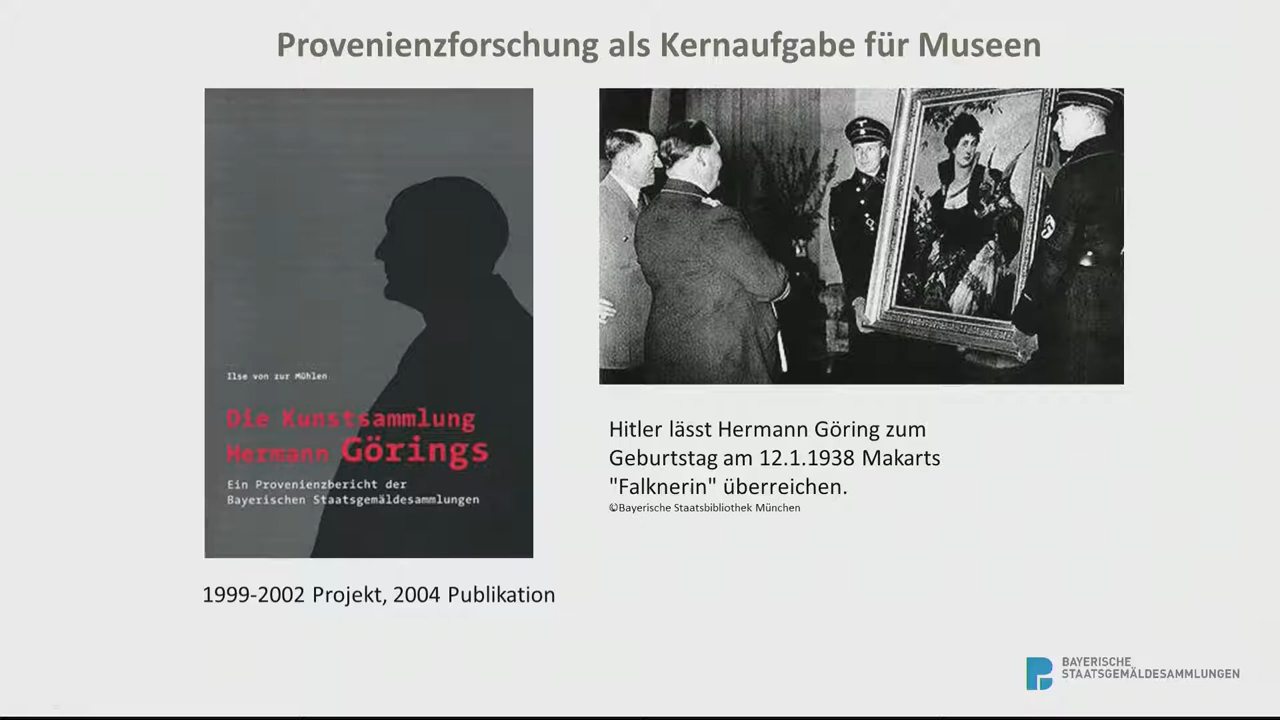 Provenienzforschung als Kernaufgabe für Museen
Ilse von zur Mühlen
Die Kunstsammlung
Hermann Görings
Ein Provenienzbericht der
Bayerischen Staatsgemäldesammlungen
1999-2002 Projekt, 2004 Publikation
Hitler lässt Hermann Göring zum
Geburtstag am 12.1.1938 Makarts
"Falknerin" überreichen.
©Bayerische Staatsbibliothek München
BAYERISCHE
STAATSGEMÄLDESAMMLUNGEN